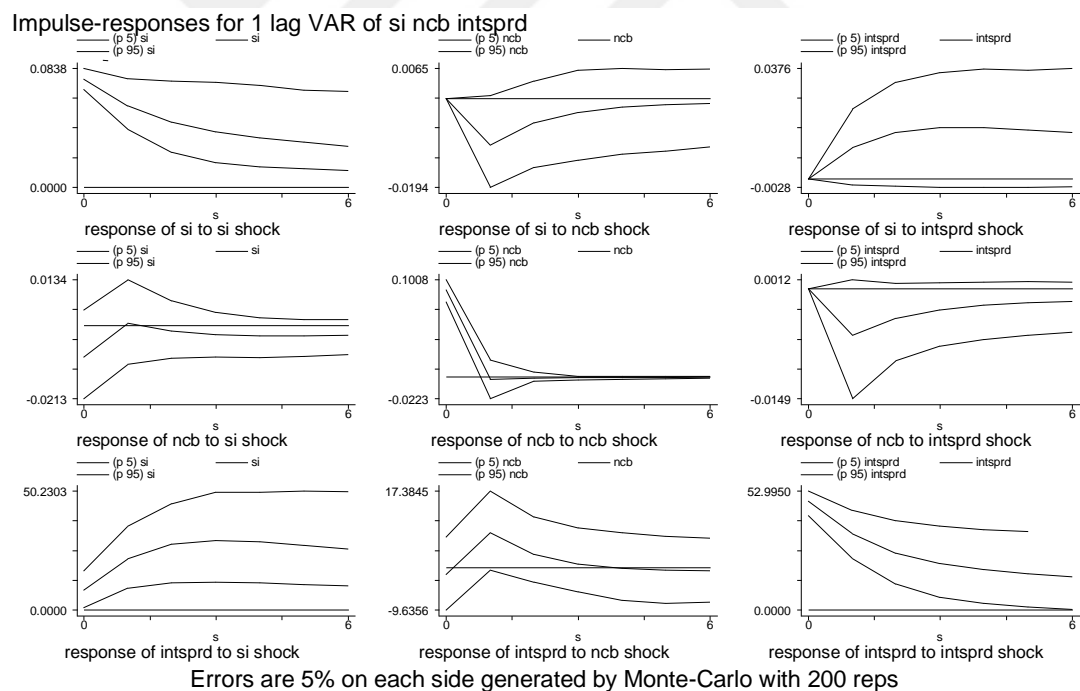 Impulse-responses for 1 lag VAR of si ncb intsprd
(p 5) si si
(p 95) si
0.0838
0.0000
0 6
s
response of si to si shock
(p 5) ncb ncb
(p 95) ncb
0.0065
-0.0194
0 6
s
response of si to ncb shock
(p 5) intsprd intsprd
(p 95) intsprd
0.0376
-0.0028
0 6
s
response of si to intsprd shock
(p 5) si si
(p 95) si
0.0134
-0.0213
0 6
s
response of ncb to si shock
(p 5) ncb ncb
(p 95) ncb
0.1008
-0.0223
0 6
s
response of ncb to ncb shock
(p 5) intsprd intsprd
(p 95) intsprd
0.0012
-0.0149
0 6
s
response of ncb to intsprd shock
(p 5) si si
(p 95) si
50.2303
0.0000
0 6
s
response of intsprd to si shock
(p 5) ncb ncb
(p 95) ncb
17.3845
-9.6356
0 6
s
response of intsprd to ncb shock
(p 5) intsprd intsprd
(p 95) intsprd
52.9950
0.0000
0 6
s
response of intsprd to intsprd shock
Errors are 5% on each side generated by Monte-Carlo with 200 reps